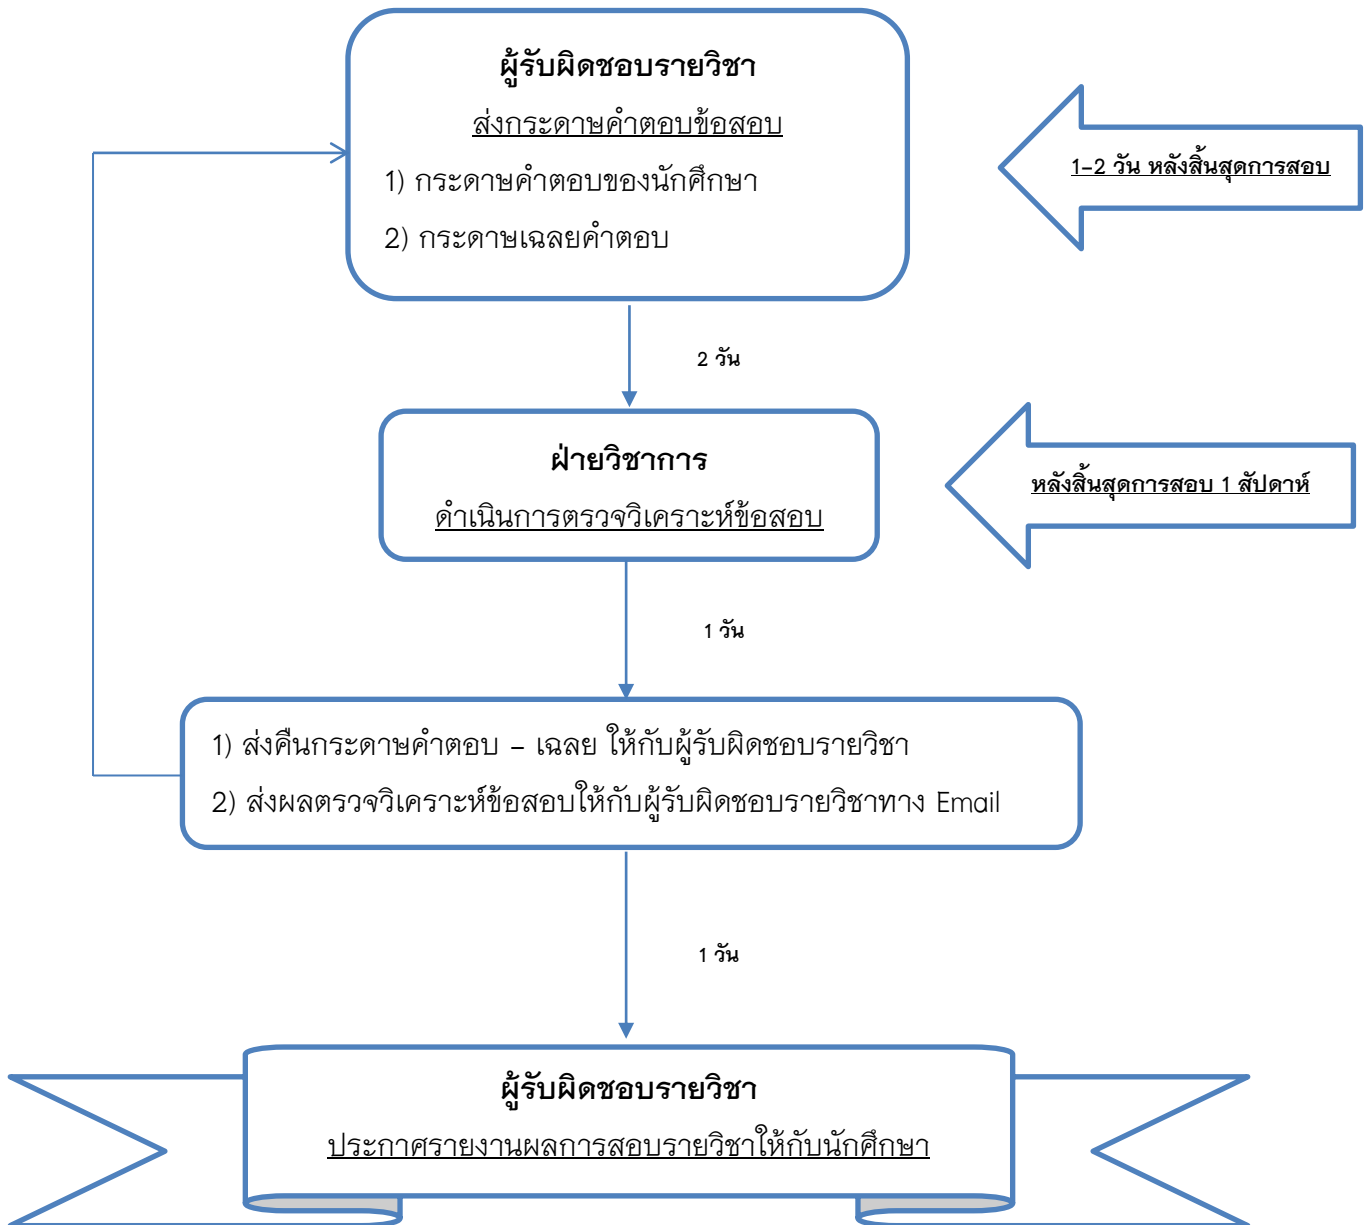 ผู้รับผิดชอบรายวิชา
ส่งกระดาษคำตอบข้อสอบ
1) กระดาษคำตอบของนักศึกษา
2) กระดาษเฉลยคำตอบ
1-2 วัน หลังสิ้นสุดการสอบ
2 วัน
ฝ่ายวิชาการ
ดำเนินการตรวจวิเคราะห์ข้อสอบ
หลังสิ้นสุดการสอบ 1 สัปดาห์
1 วัน
1) ส่งคืนกระดาษคำตอบ – เฉลย ให้กับผู้รับผิดชอบรายวิชา
2) ส่งผลตรวจวิเคราะห์ข้อสอบให้กับผู้รับผิดชอบรายวิชาทาง Email
1 วัน
ผู้รับผิดชอบรายวิชา
ประกาศรายงานผลการสอบรายวิชาให้กับนักศึกษา